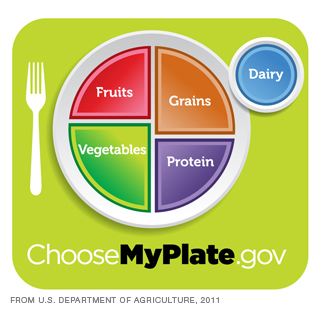 Dairy
Fruits
Grains
Vegetables
Protein
ChooseMyPlate.gov
FROM U.S. DEPARTMENT OF AGRICULTURE, 2011